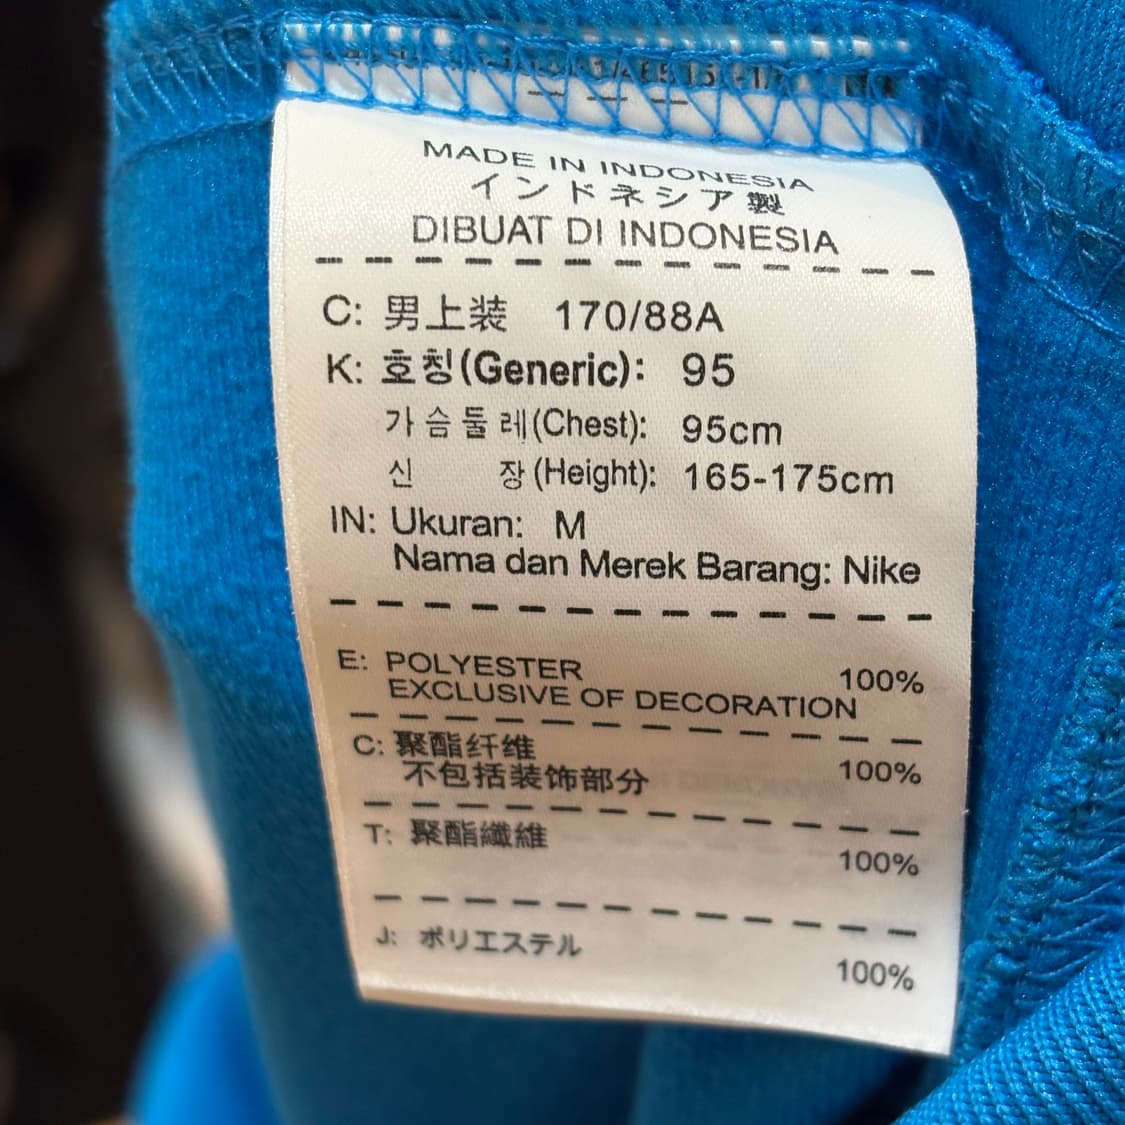 MADE IN INDONESIA
インドネシア製
DIBUAT DI INDONESIA
C: 男上装 170/88A
K: 호칭(Generic): 95
가슴둘레(Chest): 95cm
신 장(Height): 165-175cm
IN: Ukuran: M
Nama dan Merek Barang: Nike
E: POLYESTER 100%
EXCLUSIVE OF DECORATION
C: 聚酯纤维 100%
不包括装饰部分
T: 聚酯纖維 100%
J: ポリエステル 100%